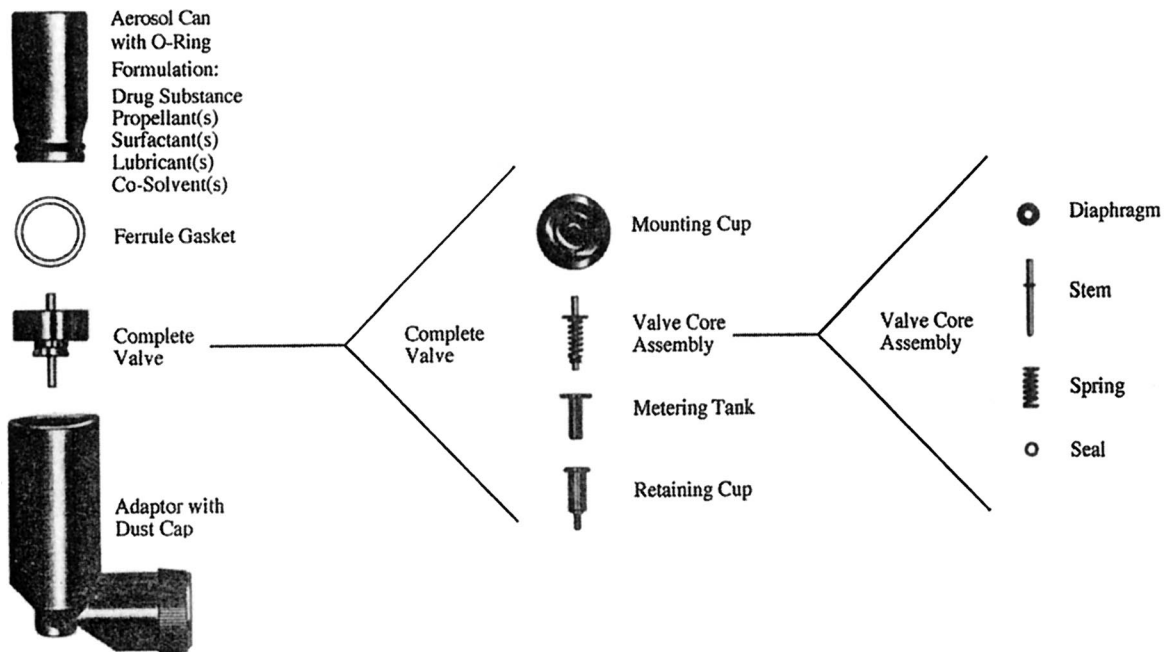 Aerosol Can
with O-Ring
Formulation:
Drug Substance
Propellant(s)
Surfactant(s)
Lubricant(s)
Co-Solvent(s)
Ferrule Gasket
Complete
Valve
Adaptor with
Dust Cap
Complete
Valve
Mounting Cup
Valve Core
Assembly
Metering Tank
Retaining Cup
Valve Core
Assembly
Diaphragm
Stem
Spring
Seal